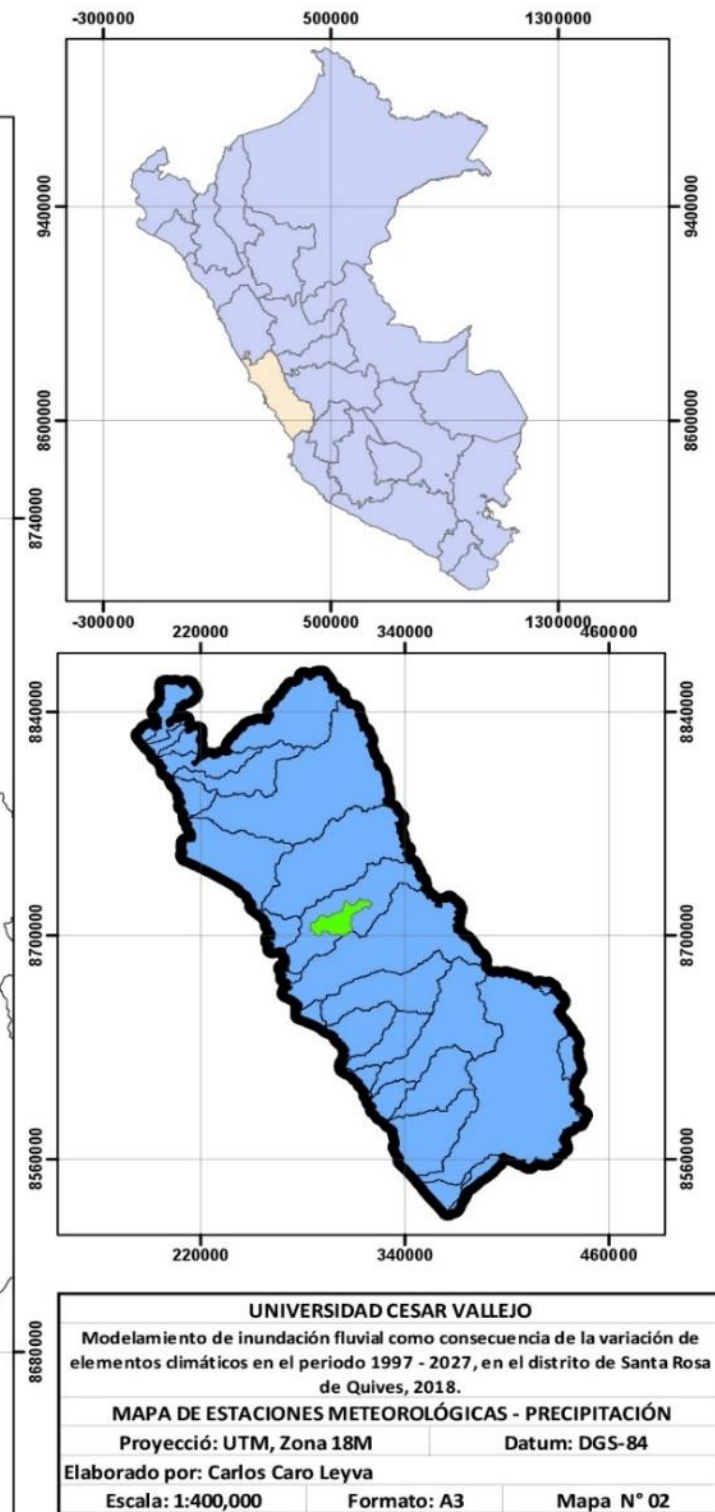 -300000 500000 1300000
9400000 9400000
8600000 8600000
8740000
-300000 500000 1300000
220000 340000 460000
8840000 8840000
8700000 8700000
8560000 8560000
220000 340000 460000
8680000
UNIVERSIDAD CESAR VALLEJO
Modelamiento de inundación fluvial como consecuencia de la variación de
elementos climáticos en el periodo 1997 - 2027, en el distrito de Santa Rosa
de Quives, 2018.
MAPA DE ESTACIONES METEOROLÓGICAS - PRECIPITACIÓN
Proyecció: UTM, Zona 18M Datum: DGS-84
Elaborado por: Carlos Caro Leyva
Escala: 1:400,000 Formato: A3 Mapa N° 02